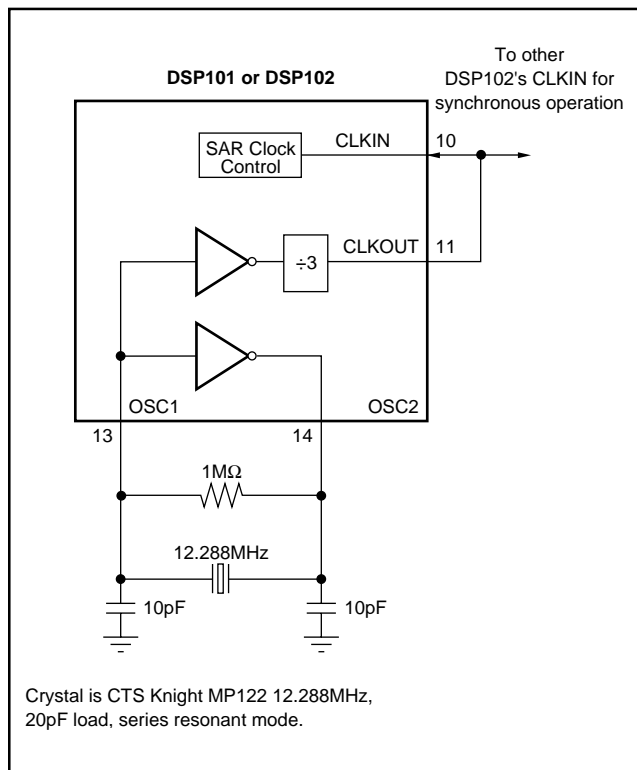 To other
DSP102's CLKIN for
synchronous operation
DSP101 or DSP102
SAR Clock
Control
CLKIN
10
÷3
CLKOUT
11
OSC1
OSC2
13
14
1MΩ
12.288MHz
10pF
10pF
Crystal is CTS Knight MP122 12.288MHz,
20pF load, series resonant mode.